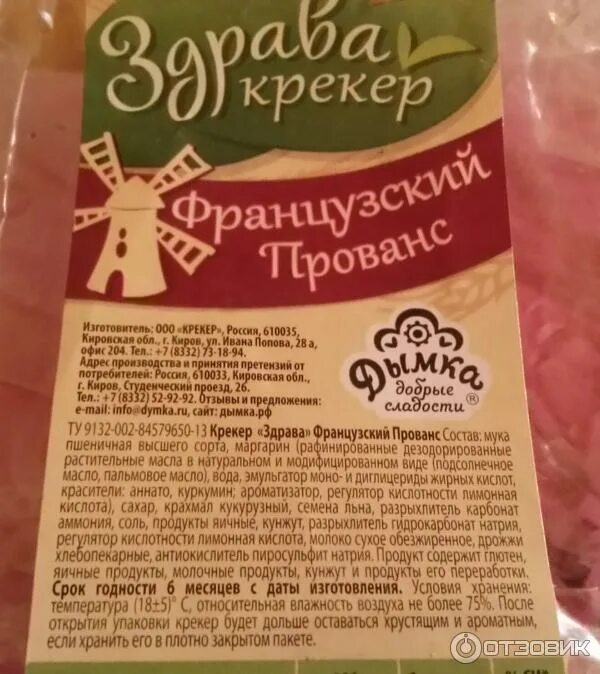 Здрава
крекер
Французский
Прованс
Изготовитель: ООО «КРЕКЕР», Россия, 610035,
Кировская обл., г. Киров, ул. Ивана Попова, 28 а,
офис 204. Тел.: +7 (8332) 73-18-94.
Адрес производства и принятия претензий от
потребителей: Россия, 610033, Кировская обл.,
г. Киров, Студенческий проезд, 26.
Тел.: +7 (8332) 52-92-92. Отзывы и предложения:
e-mail: info@dymka.ru, сайт: дымка.рф
Дымка
добрые
сладости ®
ТУ 9132-002-84579650-13 Крекер «Здрава» Французский Прованс Состав: мука
пшеничная высшего сорта, маргарин (рафинированные дезодорированные
растительные масла в натуральном и модифицированном виде (подсолнечное
масло, пальмовое масло), вода, эмульгатор моно- и диглицериды жирных кислот,
красители: аннато, куркумин; ароматизатор, регулятор кислотности лимонная
кислота), сахар, крахмал кукурузный, семена льна, разрыхлитель карбонат
аммония, соль, продукты яичные, кунжут, разрыхлитель гидрокарбонат натрия,
регулятор кислотности лимонная кислота, молоко сухое обезжиренное, дрожжи
хлебопекарные, антиокислитель пиросульфит натрия. Продукт содержит глютен,
яичные продукты, молочные продукты, кунжут и продукты его переработки.
Срок годности 6 месяцев с даты изготовления. Условия хранения:
температура (18±5)° С, относительная влажность воздуха не более 75%. После
открытия упаковки крекер будет дольше оставаться хрустящим и ароматным,
если хранить его в плотно закрытом пакете.
ОТЗОВИК